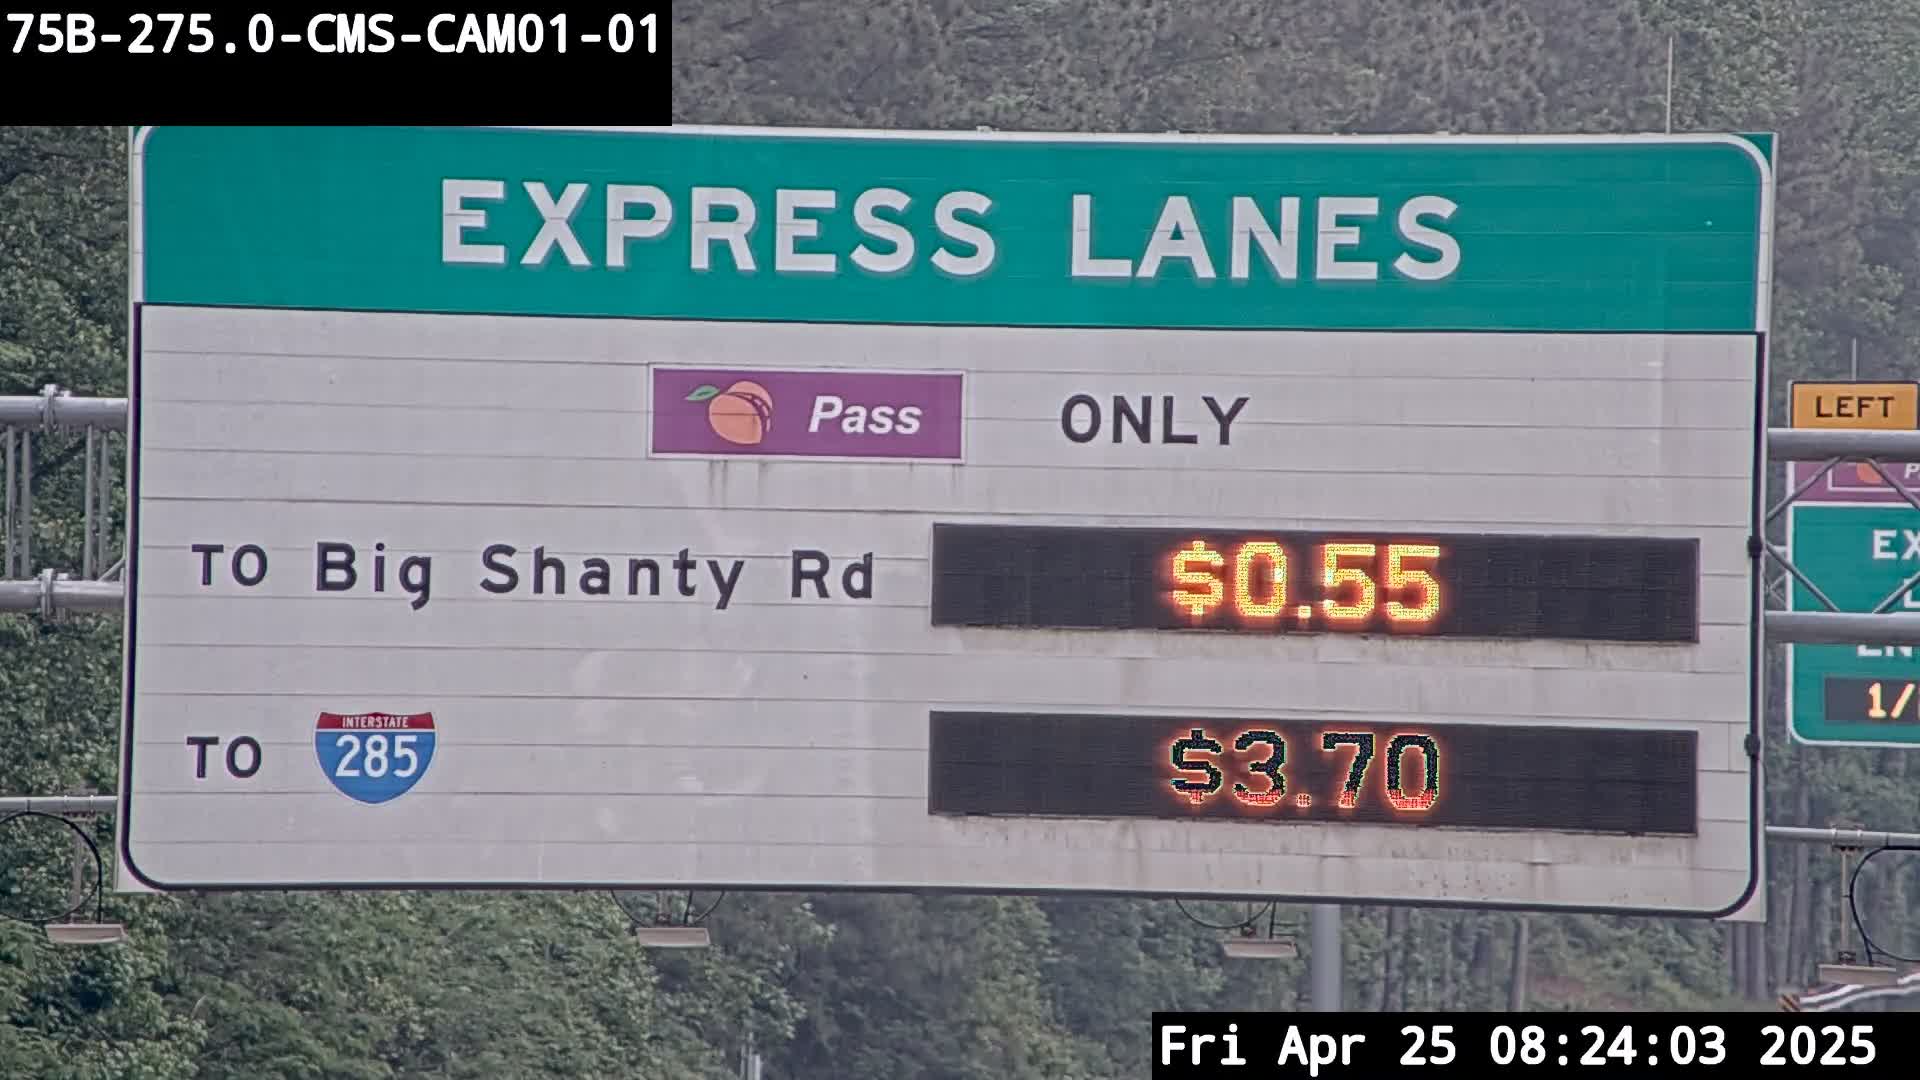 75B-275.0-CMS-CAM01-01
EXPRESS LANES
Pass ONLY
LEFT
TO Big Shanty Rd $0.55
INTERSTATE
TO 285 $3.70
1/
Fri Apr 25 08:24:03 2025